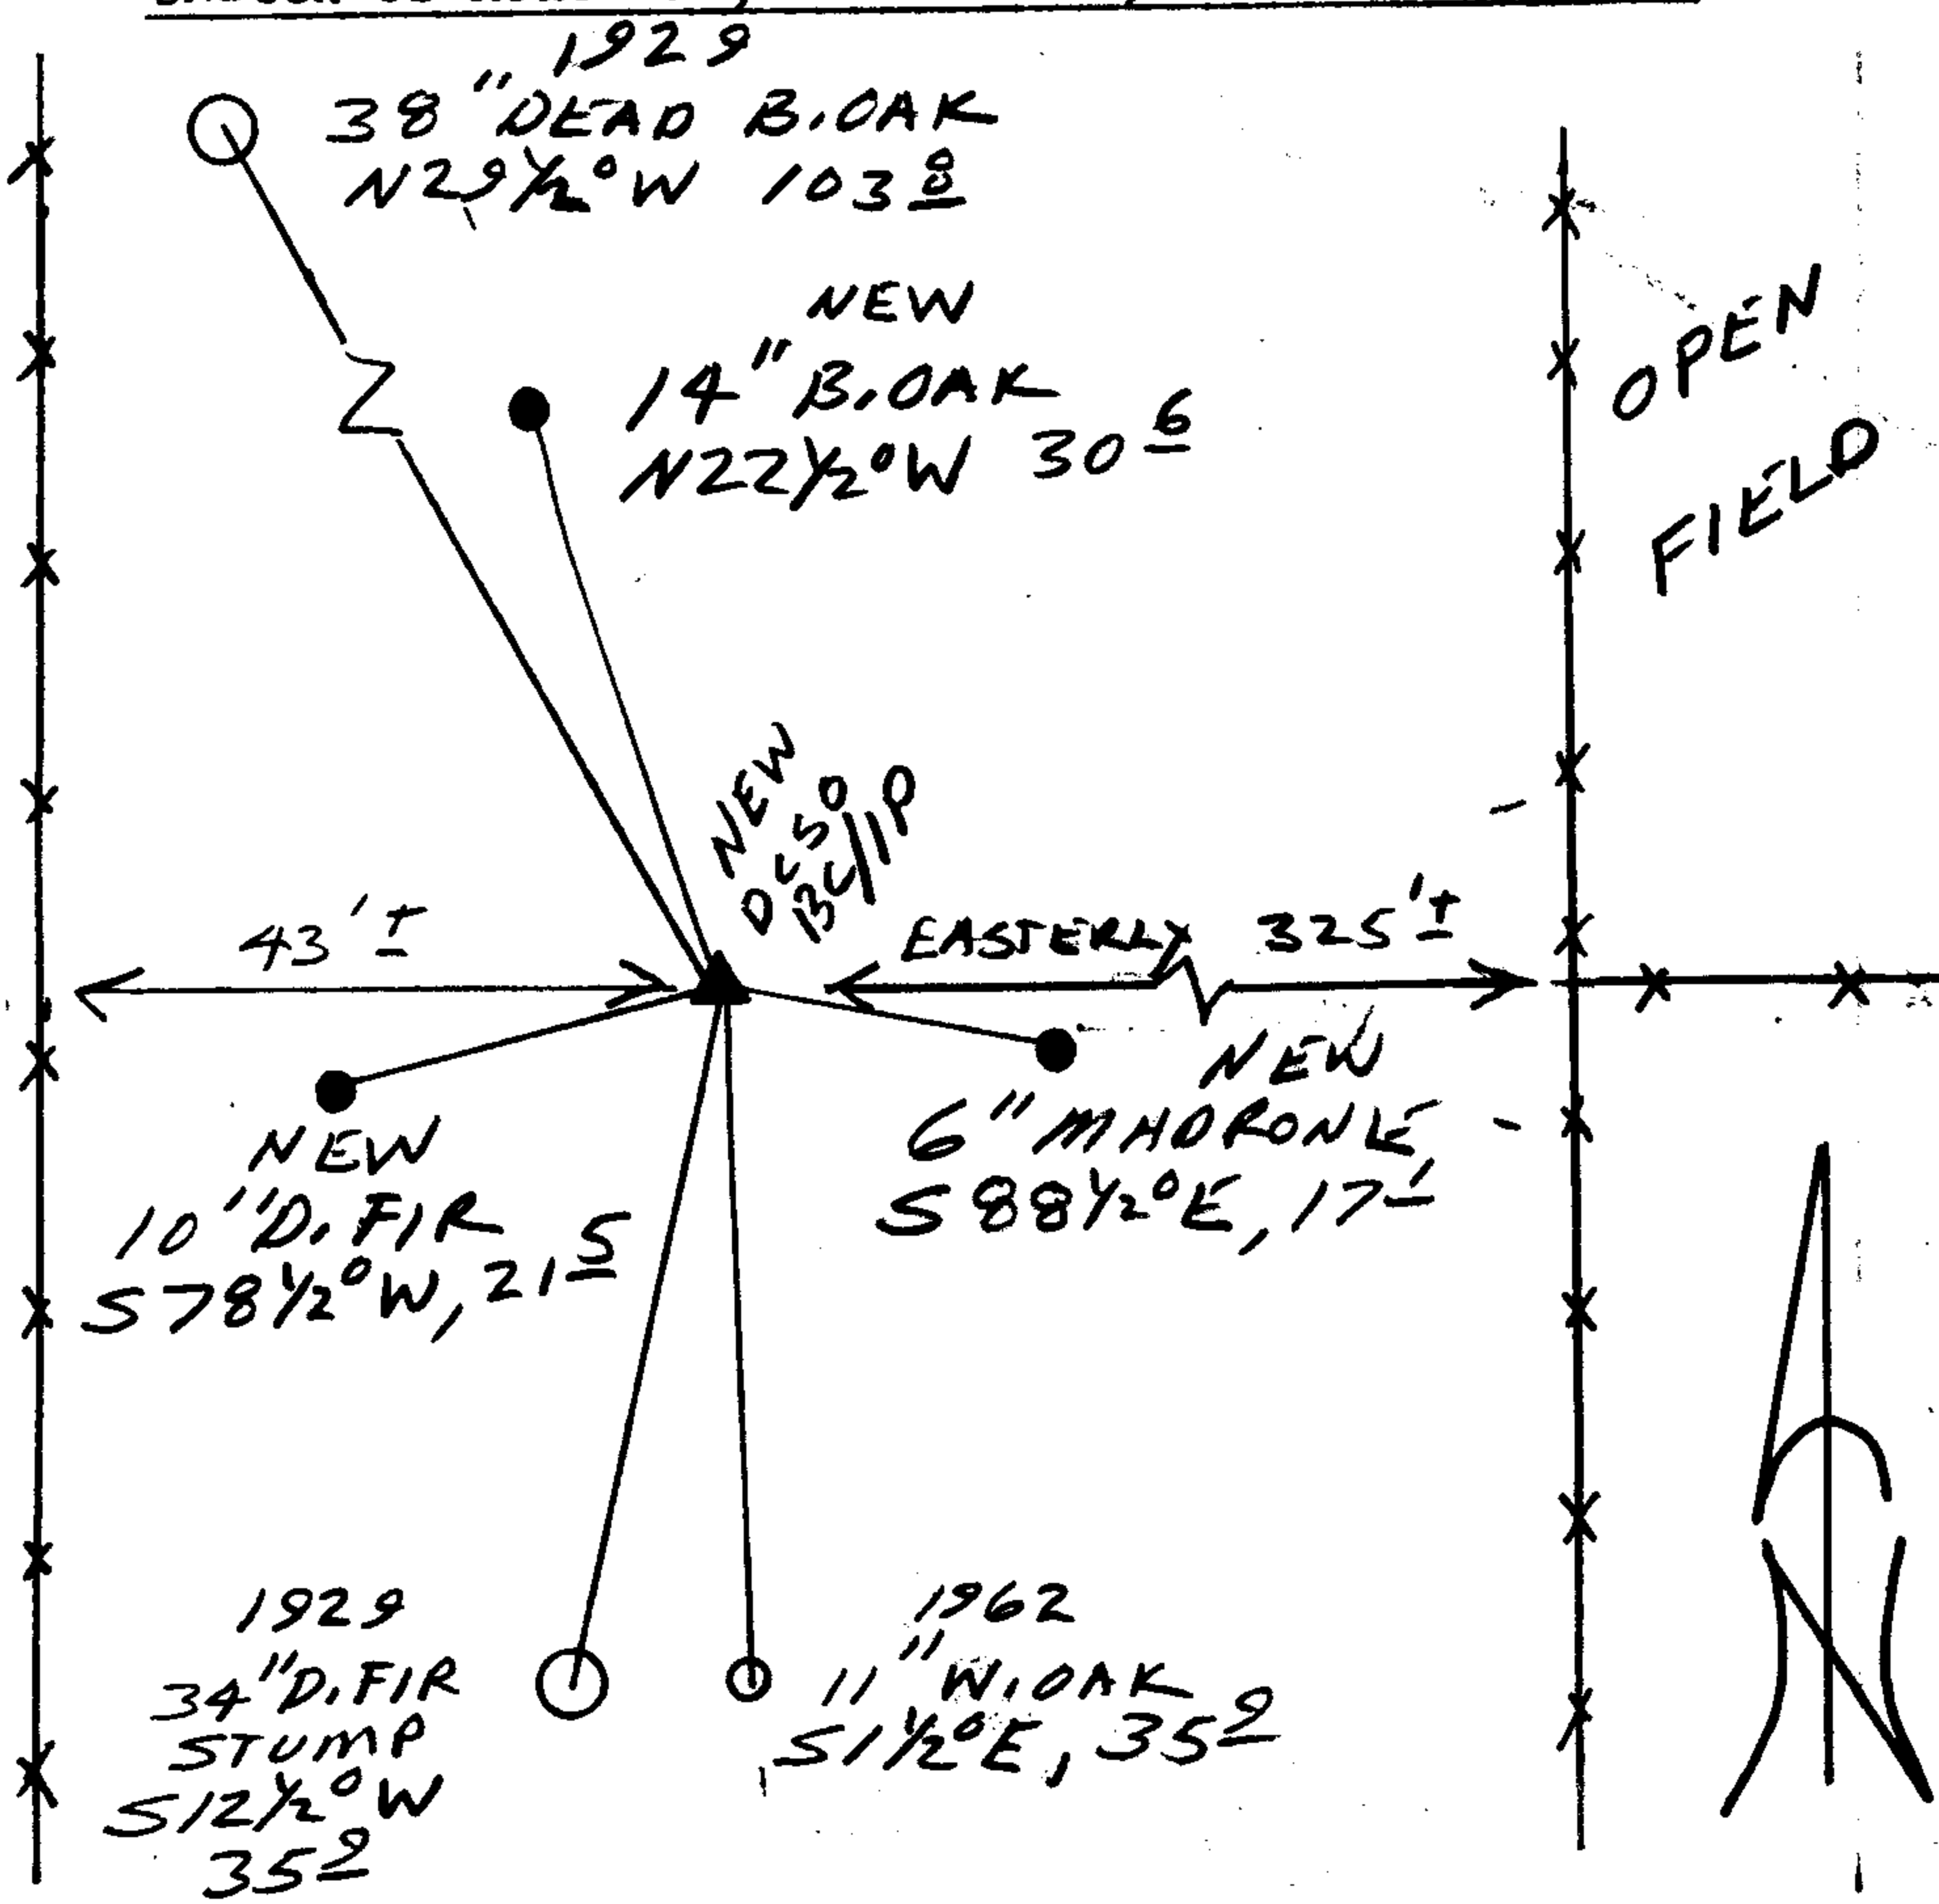 1929
38" DEAD B. OAK
N29½°W 103 8
NEW
14" B. OAK
N22½°W 30 6
OPEN
FIELD
NEW
43'±
EASTERLY 325'±
NEW
10" D. FIR
S78½°W, 21 5
NEW
6" MADRONE
S88½°E, 17 1
1929
34" D. FIR
STUMP
S12½°W
35 9
1962
11" W. OAK
S1½°E, 35 9
N